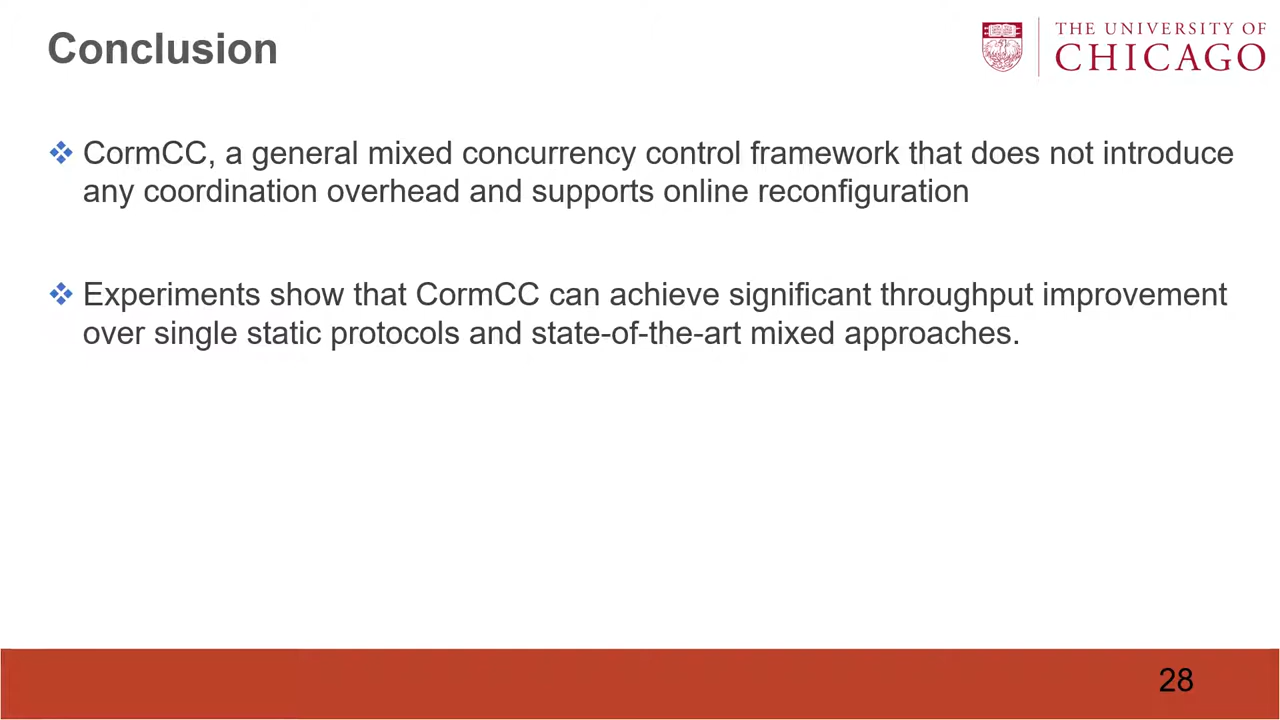 Conclusion
THE UNIVERSITY OF
CHICAGO
CormCC, a general mixed concurrency control framework that does not introduce
any coordination overhead and supports online reconfiguration
Experiments show that CormCC can achieve significant throughput improvement
over single static protocols and state-of-the-art mixed approaches.
28